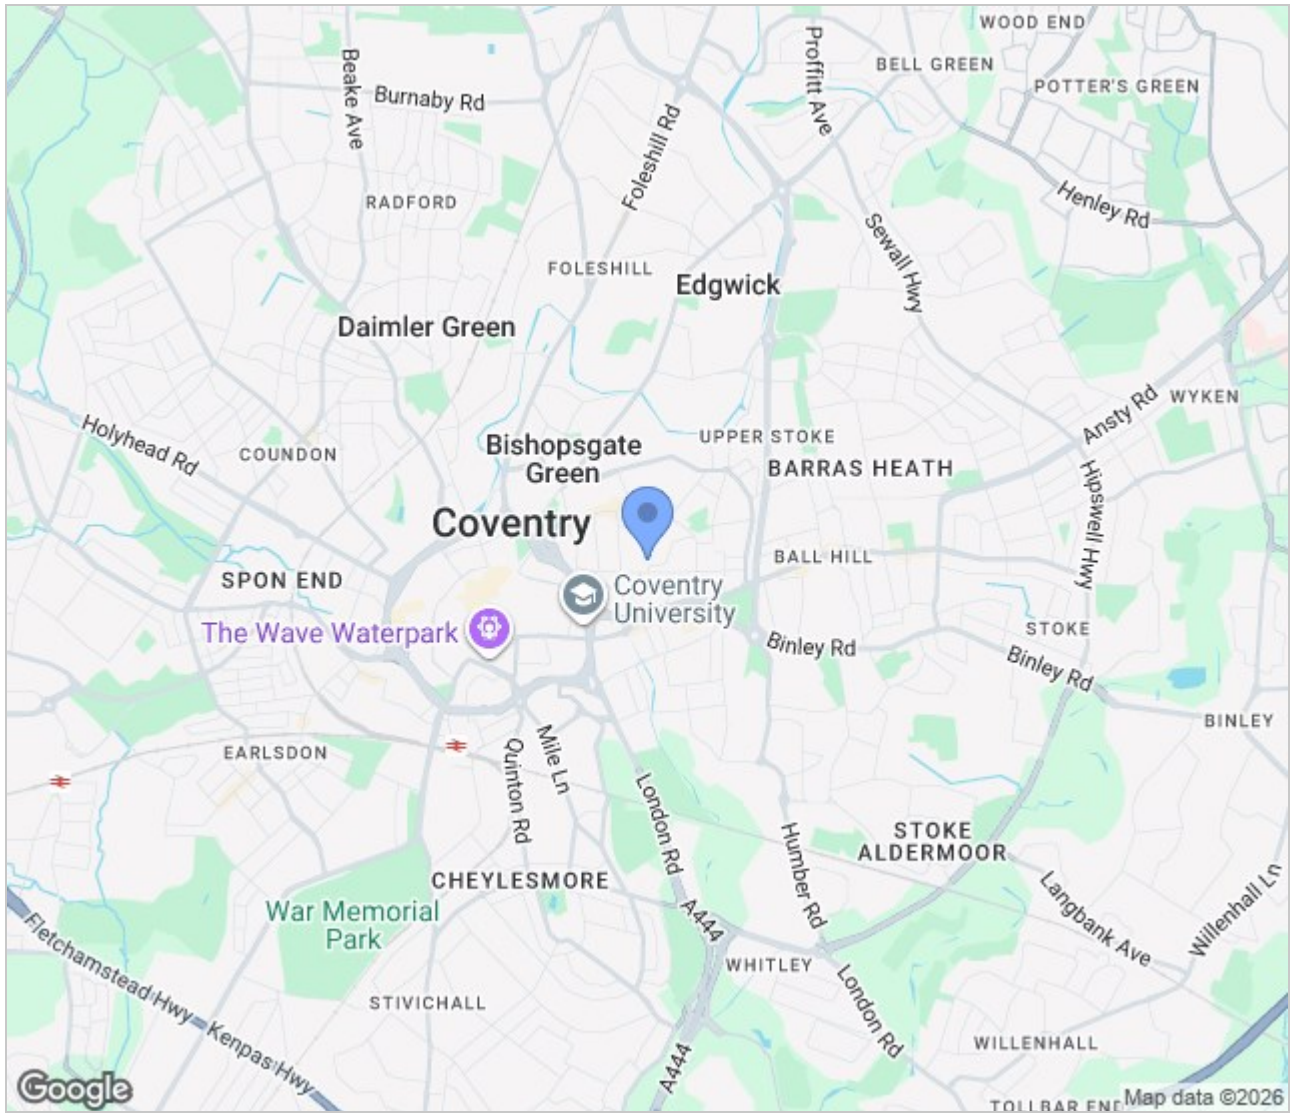 WOOD END
Proffitt Ave
BELL GREEN
Beake Ave
POTTER'S GREEN
Burnaby Rd
Foleshill Rd
RADFORD
Henley Rd
Sewall Hwy
FOLESHILL
Edgwick
Daimler Green
WYKEN
Ansty Rd
Holyhead Rd
UPPER STOKE
COUNDON
Bishopsgate
Green
BARRAS HEATH
Hipswell Hwy
Coventry
BALL HILL
SPON END
Coventry
University
The Wave Waterpark
STOKE
Binley Rd
Binley Rd
BINLEY
EARLSDON
Mile Ln
Quinton Rd
London Rd
STOKE
ALDERMOOR
Humber Rd
CHEYLESMORE
Langbank Ave
Willenhall Ln
War Memorial
Park
A444
Fletchamstead Hwy
WHITLEY
STIVICHALL
London Rd
Kenpas Hwy
WILLENHALL
A444
Google
Map data ©2026
TOLLBAR END